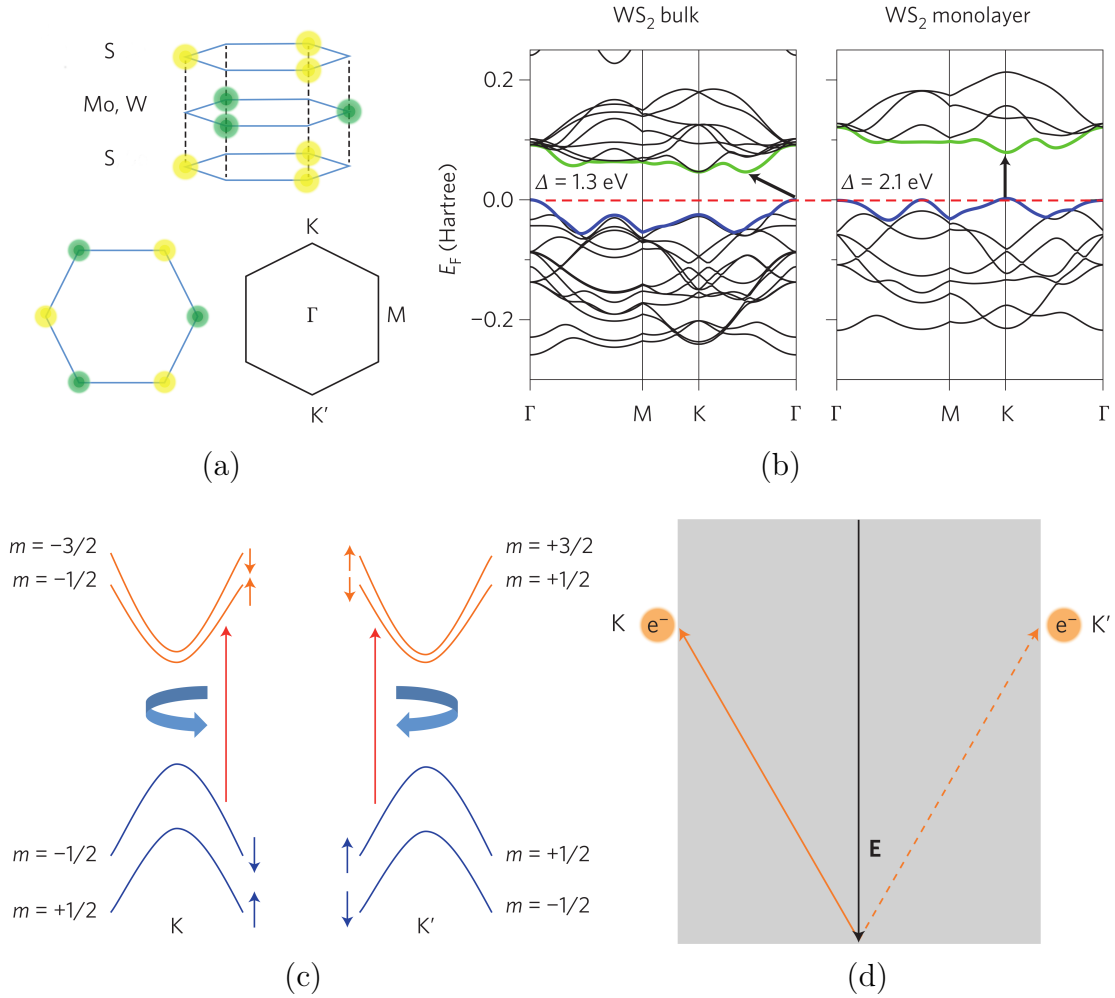 S
Mo, W
S
K
Γ
M
K′
(a)
WS₂ bulk
WS₂ monolayer
E_F (Hartree)
0.2
0.0
−0.2
Δ = 1.3 eV
Δ = 2.1 eV
Γ
M
K
Γ
Γ
M
K
Γ
(b)
m = −3/2
m = −1/2
m = +3/2
m = +1/2
m = −1/2
m = +1/2
K
K′
m = +1/2
m = −1/2
(c)
K
e⁻
e⁻
K′
E
(d)